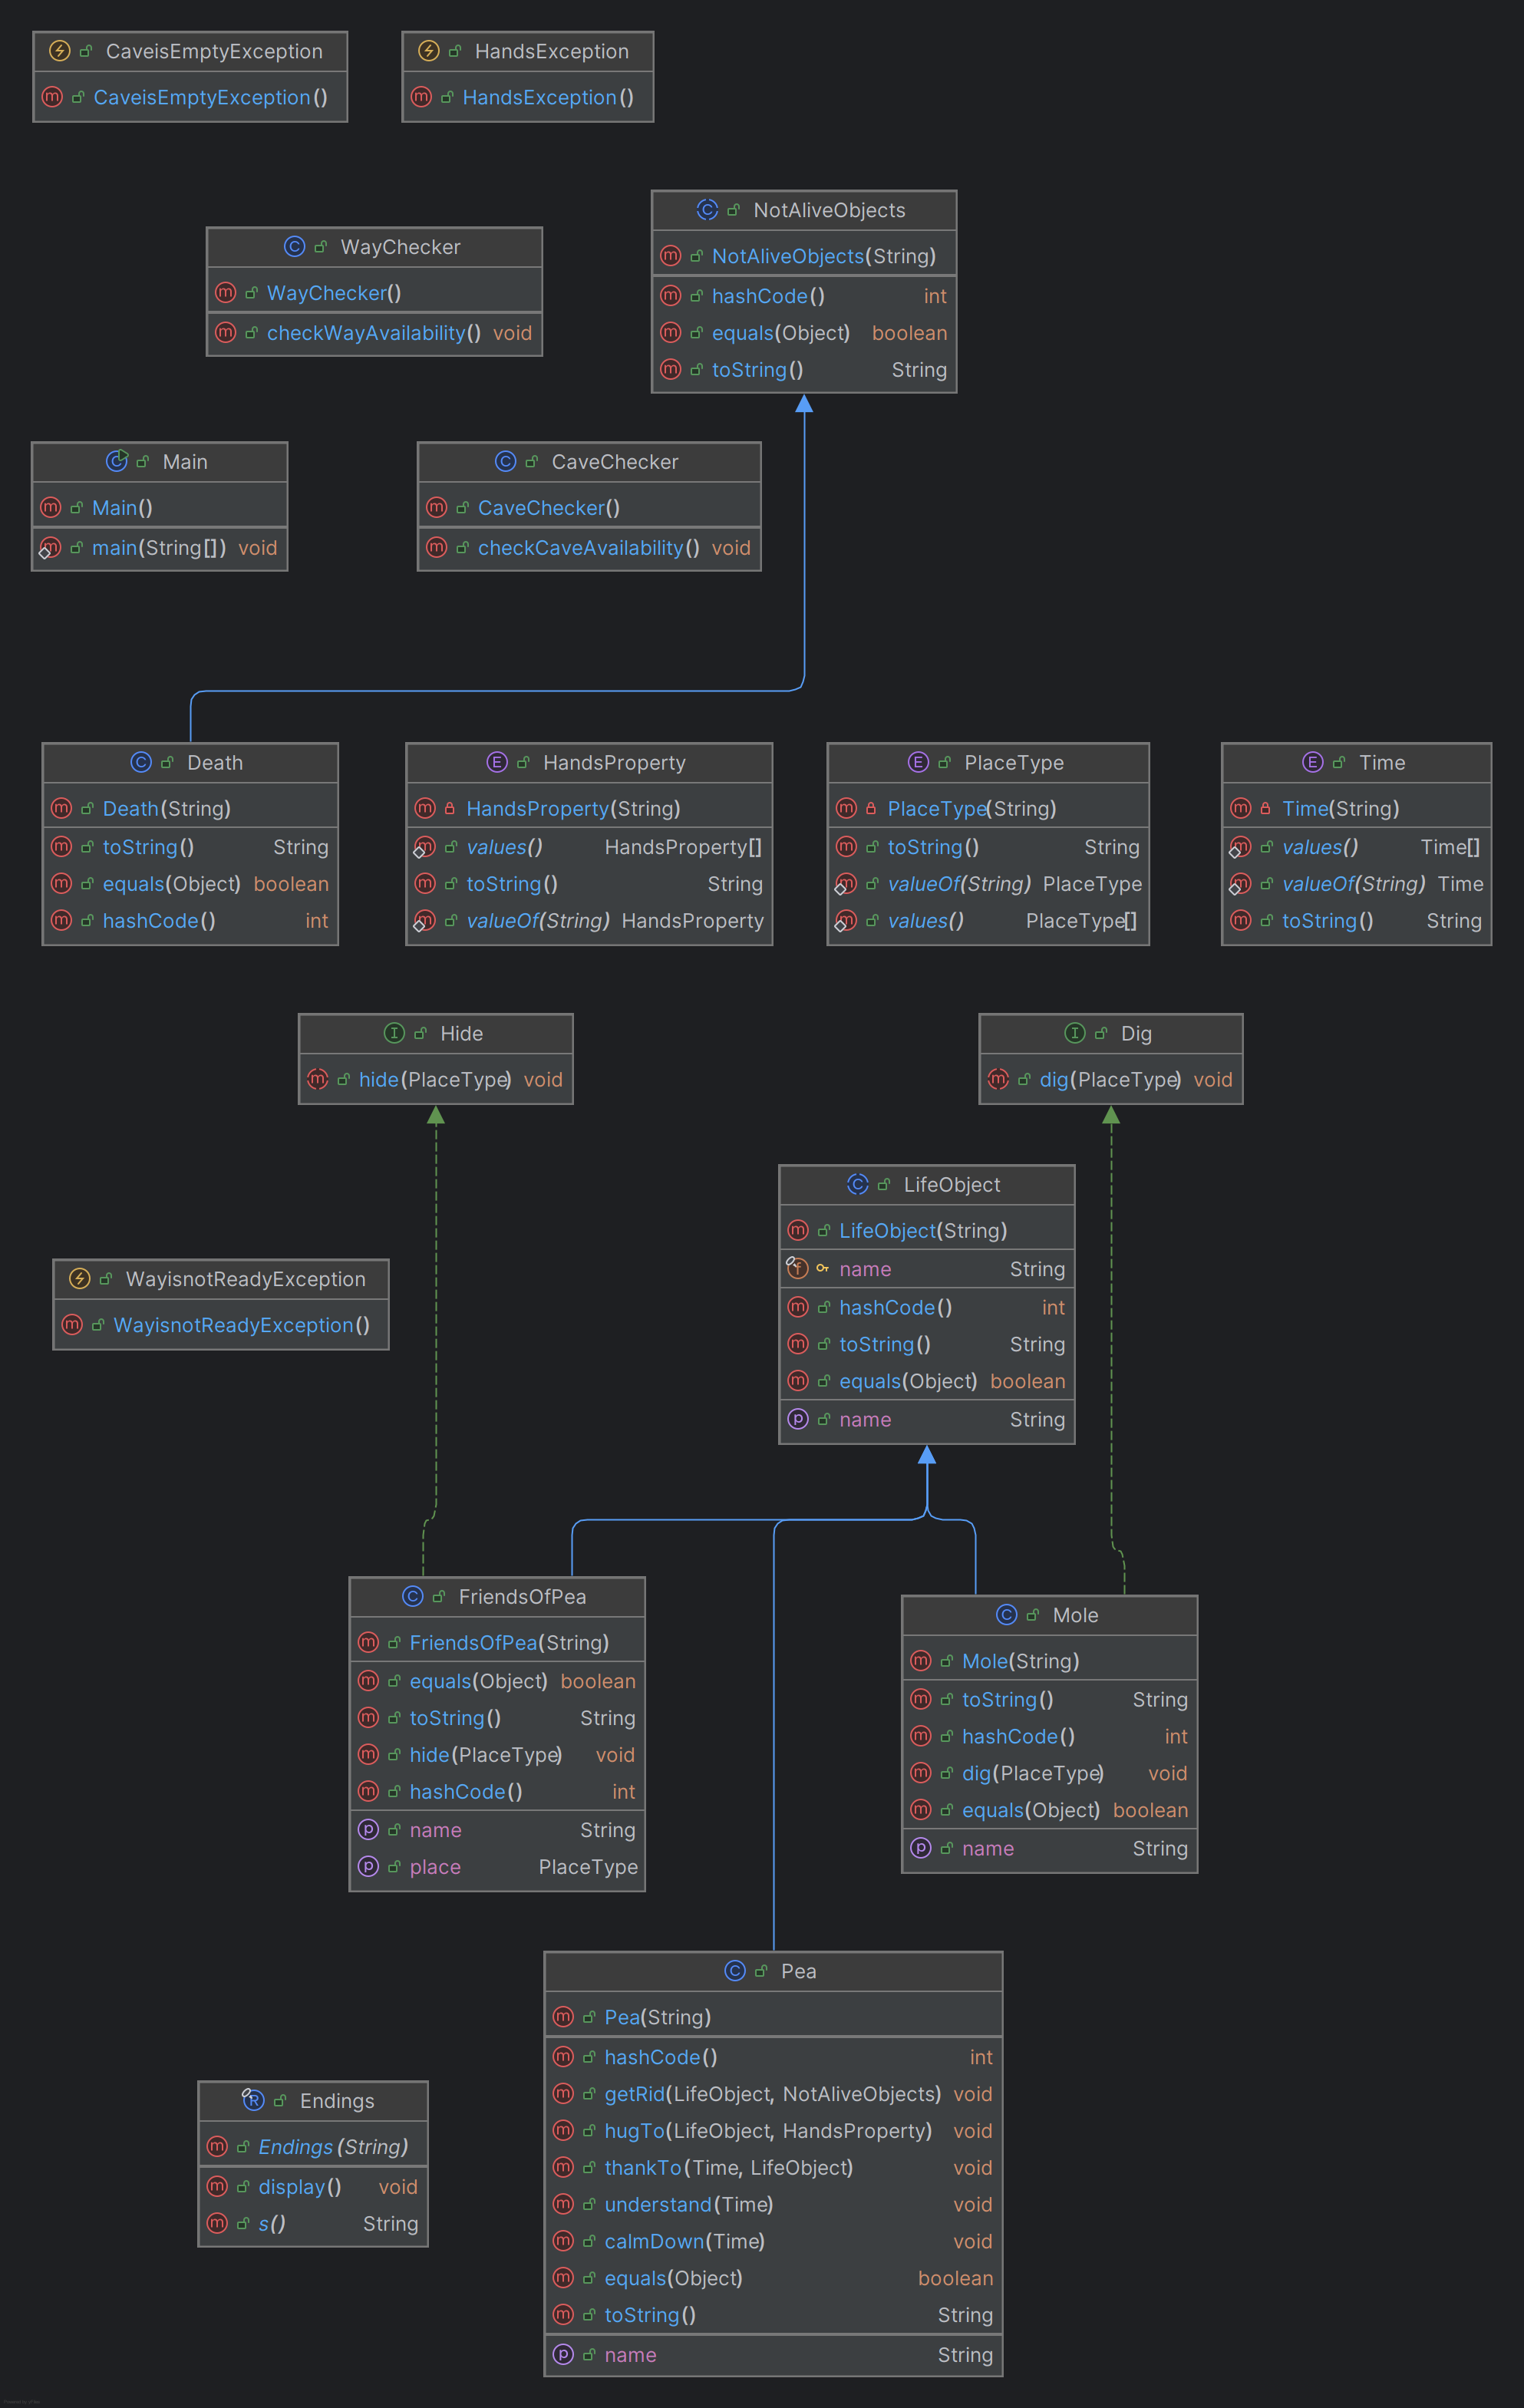 CaveisEmptyException
CaveisEmptyException()
HandsException
HandsException()
NotAliveObjects
NotAliveObjects(String)
hashCode() int
equals(Object) boolean
toString() String
WayChecker
WayChecker()
checkWayAvailability() void
Main
Main()
main(String[]) void
CaveChecker
CaveChecker()
checkCaveAvailability() void
Death
Death(String)
toString() String
equals(Object) boolean
hashCode() int
HandsProperty
HandsProperty(String)
values() HandsProperty[]
toString() String
valueOf(String) HandsProperty
PlaceType
PlaceType(String)
toString() String
valueOf(String) PlaceType
values() PlaceType[]
Time
Time(String)
values() Time[]
valueOf(String) Time
toString() String
Hide
hide(PlaceType) void
Dig
dig(PlaceType) void
LifeObject
LifeObject(String)
name String
hashCode() int
toString() String
equals(Object) boolean
name String
WayisnotReadyException
WayisnotReadyException()
FriendsOfPea
FriendsOfPea(String)
equals(Object) boolean
toString() String
hide(PlaceType) void
hashCode() int
name String
place PlaceType
Mole
Mole(String)
toString() String
hashCode() int
dig(PlaceType) void
equals(Object) boolean
name String
Pea
Pea(String)
hashCode() int
getRid(LifeObject, NotAliveObjects) void
hugTo(LifeObject, HandsProperty) void
thankTo(Time, LifeObject) void
understand(Time) void
calmDown(Time) void
equals(Object) boolean
toString() String
name String
Endings
Endings(String)
display() void
s() String